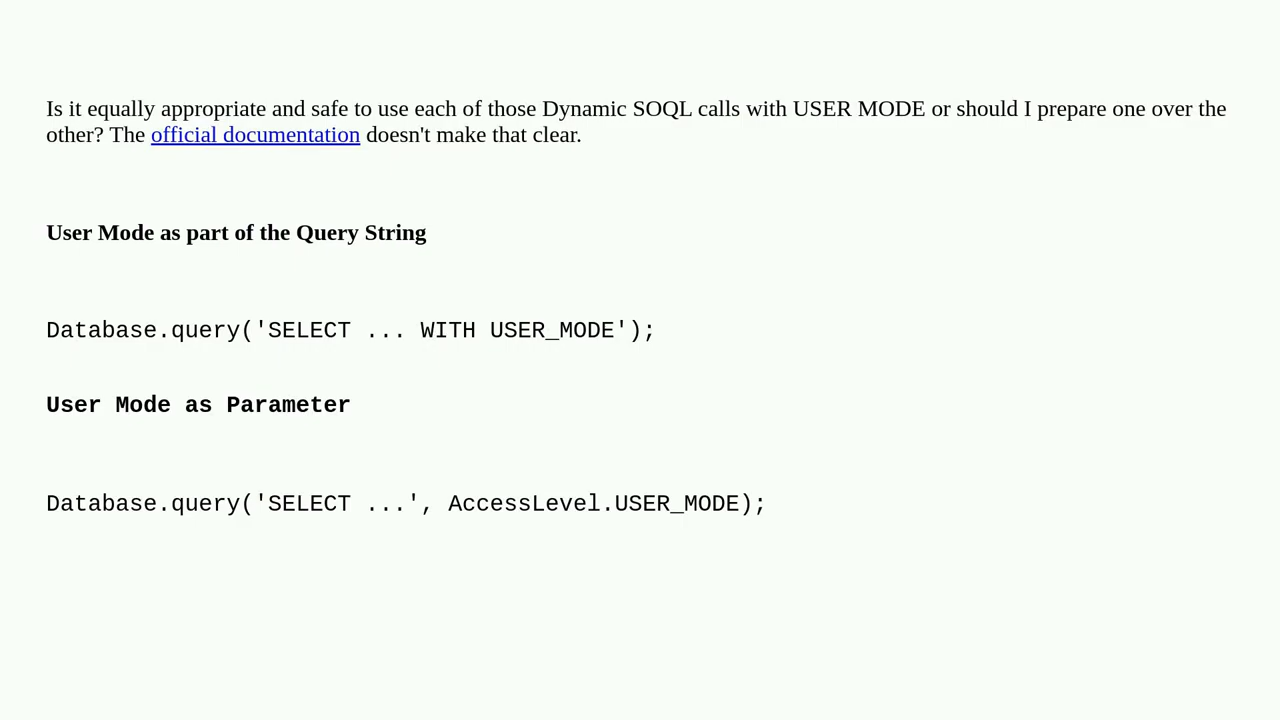 Is it equally appropriate and safe to use each of those Dynamic SOQL calls with USER MODE or should I prepare one over the
other? The official documentation doesn't make that clear.
User Mode as part of the Query String
Database.query('SELECT ... WITH USER_MODE');
User Mode as Parameter
Database.query('SELECT ...', AccessLevel.USER_MODE);